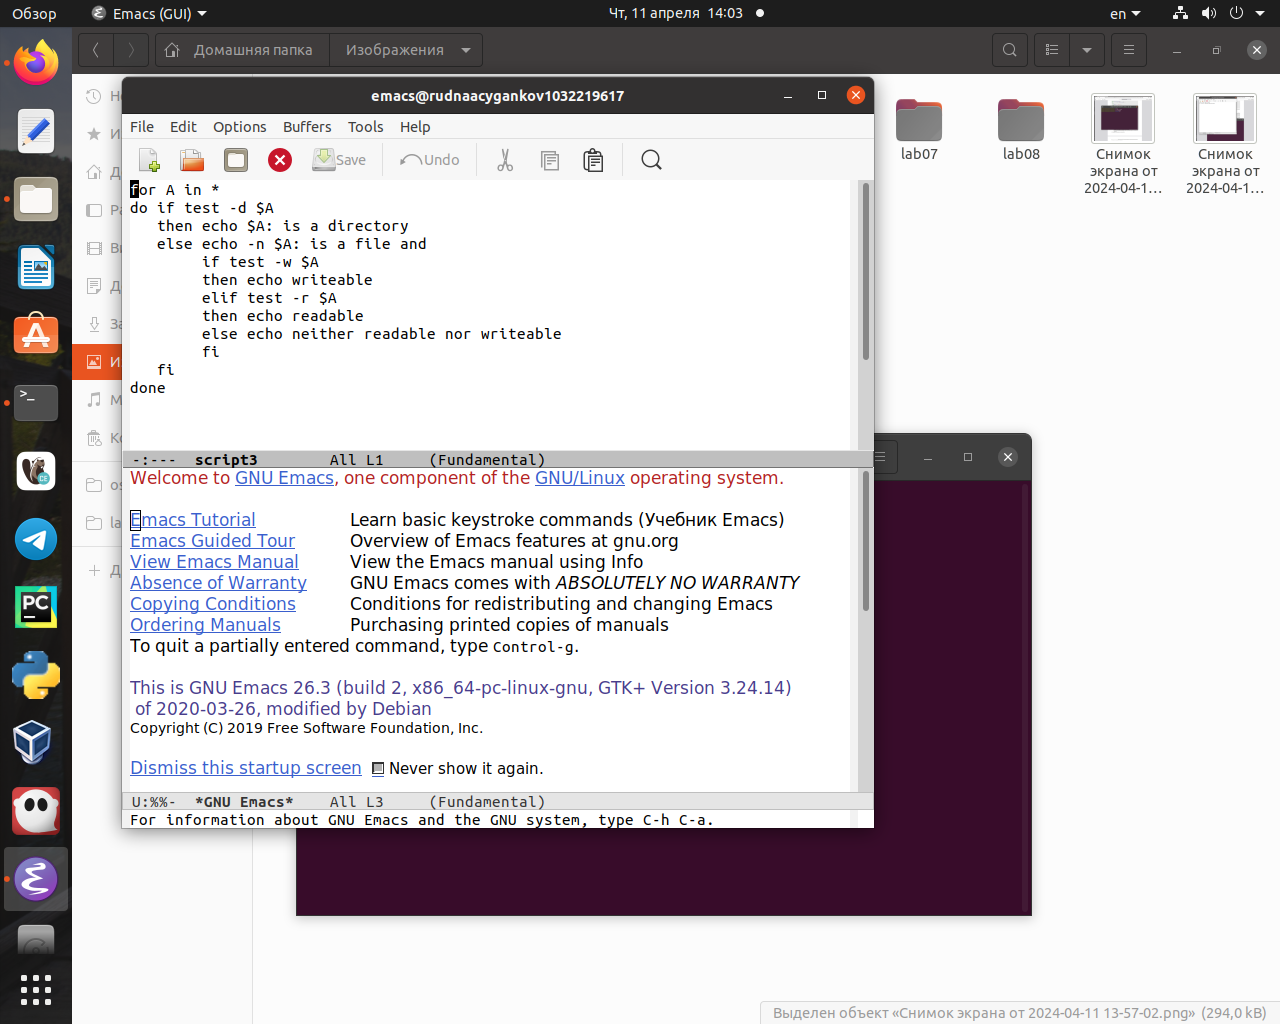 Обзор
Emacs (GUI)
Чт, 11 апреля 14:03
en
Домашняя папка
Изображения
emacs@rudnaacygankov1032219617
File Edit Options Buffers Tools Help
Save
Undo
for A in *
do if test -d $A
then echo $A: is a directory
else echo -n $A: is a file and
if test -w $A
then echo writeable
elif test -r $A
then echo readable
else echo neither readable nor writeable
fi
fi
done
-:--- script3 All L1 (Fundamental)
Welcome to GNU Emacs, one component of the GNU/Linux operating system.
Emacs Tutorial Learn basic keystroke commands (Учебник Emacs)
Emacs Guided Tour Overview of Emacs features at gnu.org
View Emacs Manual View the Emacs manual using Info
Absence of Warranty GNU Emacs comes with ABSOLUTELY NO WARRANTY
Copying Conditions Conditions for redistributing and changing Emacs
Ordering Manuals Purchasing printed copies of manuals
To quit a partially entered command, type Control-g.
This is GNU Emacs 26.3 (build 2, x86_64-pc-linux-gnu, GTK+ Version 3.24.14)
of 2020-03-26, modified by Debian
Copyright (C) 2019 Free Software Foundation, Inc.
Dismiss this startup screen Never show it again.
U:%%- *GNU Emacs* All L3 (Fundamental)
For information about GNU Emacs and the GNU system, type C-h C-a.
lab07
lab08
Снимок
экрана от
2024-04-1…
Снимок
экрана от
2024-04-1…
PC
CE
>_
Выделен объект «Снимок экрана от 2024-04-11 13-57-02.png» (294,0 kB)